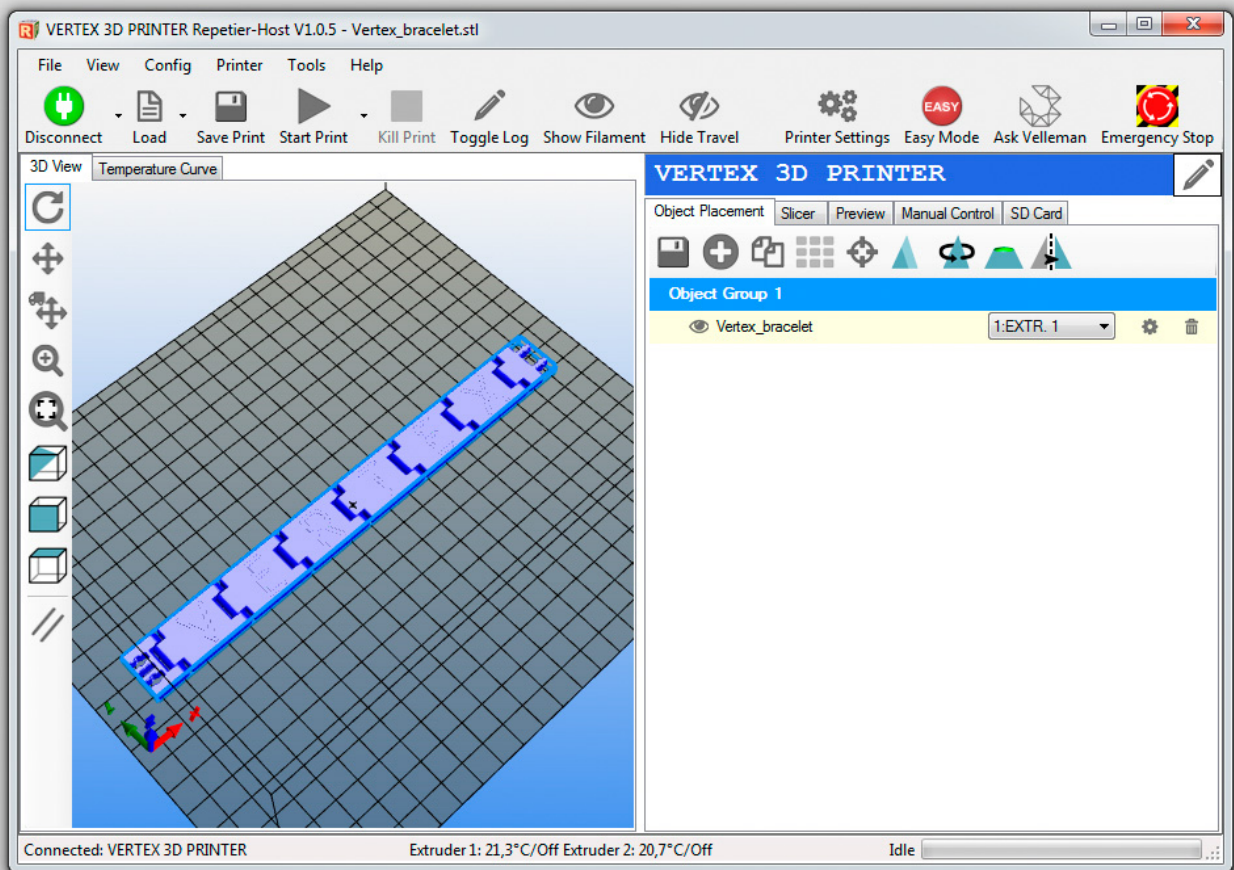 VERTEX 3D PRINTER Repetier-Host V1.0.5 - Vertex_bracelet.stl
File View Config Printer Tools Help
EASY
Disconnect Load Save Print Start Print Kill Print Toggle Log Show Filament Hide Travel Printer Settings Easy Mode Ask Velleman Emergency Stop
3D View Temperature Curve
VERTEX 3D PRINTER
Object Placement Slicer Preview Manual Control SD Card
Object Group 1
Vertex_bracelet 1:EXTR. 1
VERTEX
Connected: VERTEX 3D PRINTER Extruder 1: 21,3°C/Off Extruder 2: 20,7°C/Off Idle